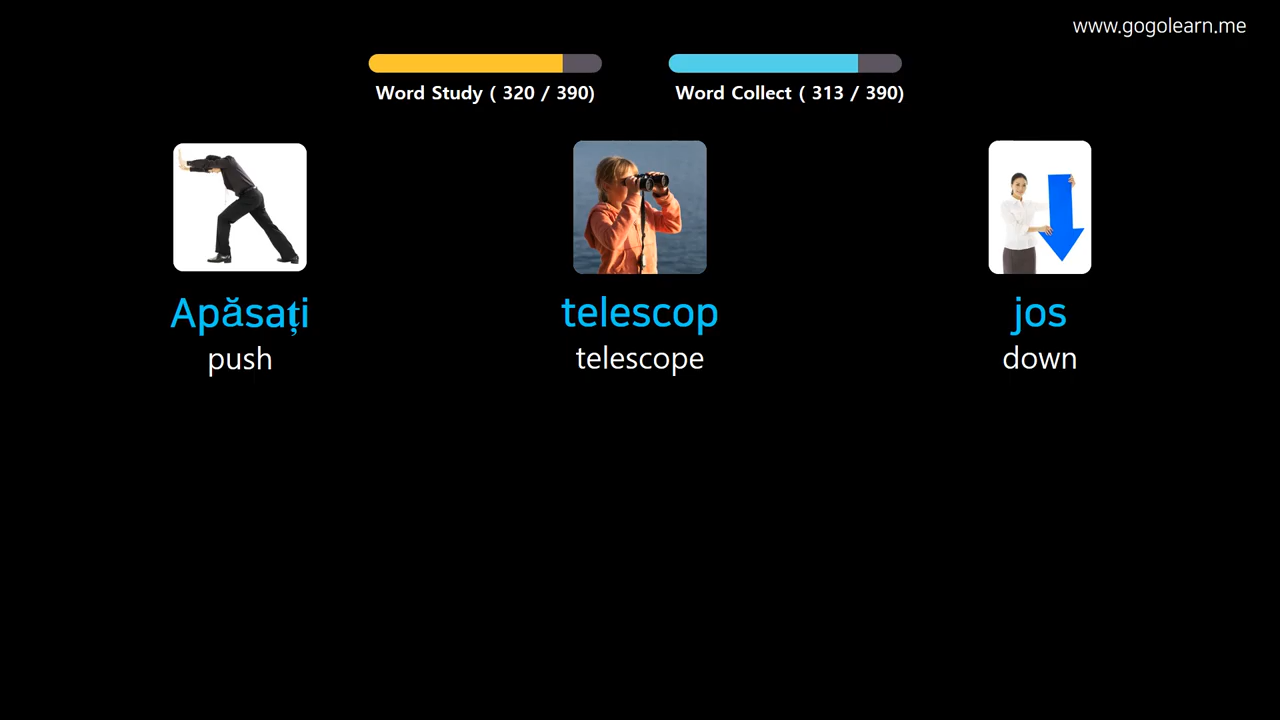 www.gogolearn.me
Word Study ( 320 / 390)
Word Collect ( 313 / 390)
Apăsați
telescop
jos
push
telescope
down